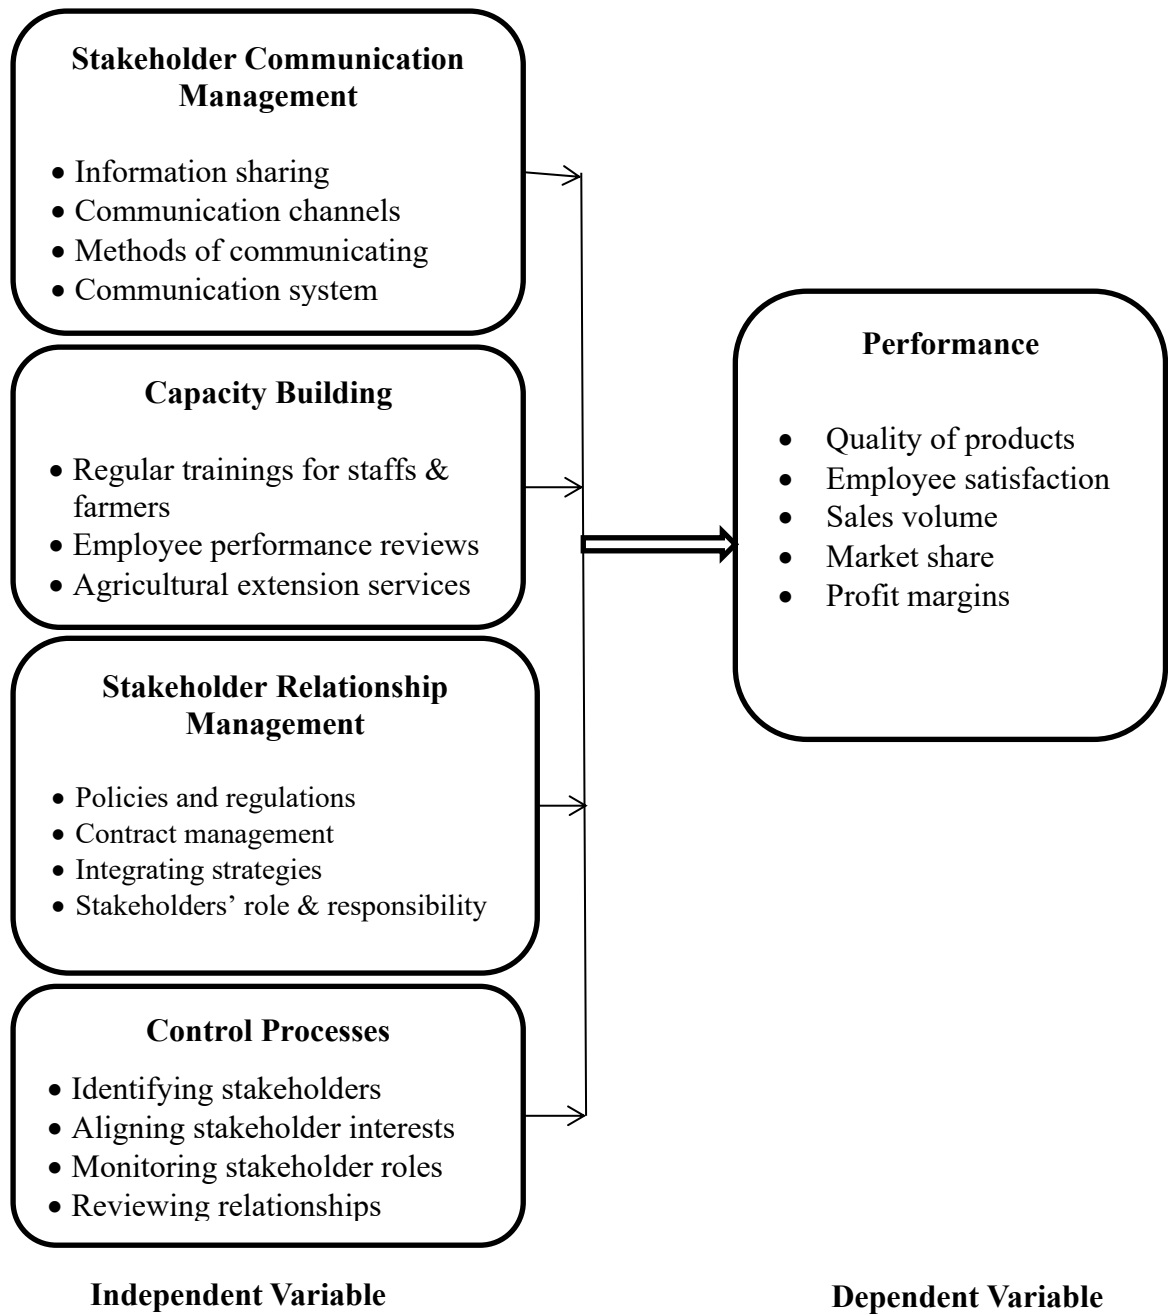 Stakeholder Communication
Management
• Information sharing
• Communication channels
• Methods of communicating
• Communication system
Capacity Building
• Regular trainings for staffs &
farmers
• Employee performance reviews
• Agricultural extension services
Stakeholder Relationship
Management
• Policies and regulations
• Contract management
• Integrating strategies
• Stakeholders’ role & responsibility
Control Processes
• Identifying stakeholders
• Aligning stakeholder interests
• Monitoring stakeholder roles
• Reviewing relationships
Independent Variable
Performance
• Quality of products
• Employee satisfaction
• Sales volume
• Market share
• Profit margins
Dependent Variable